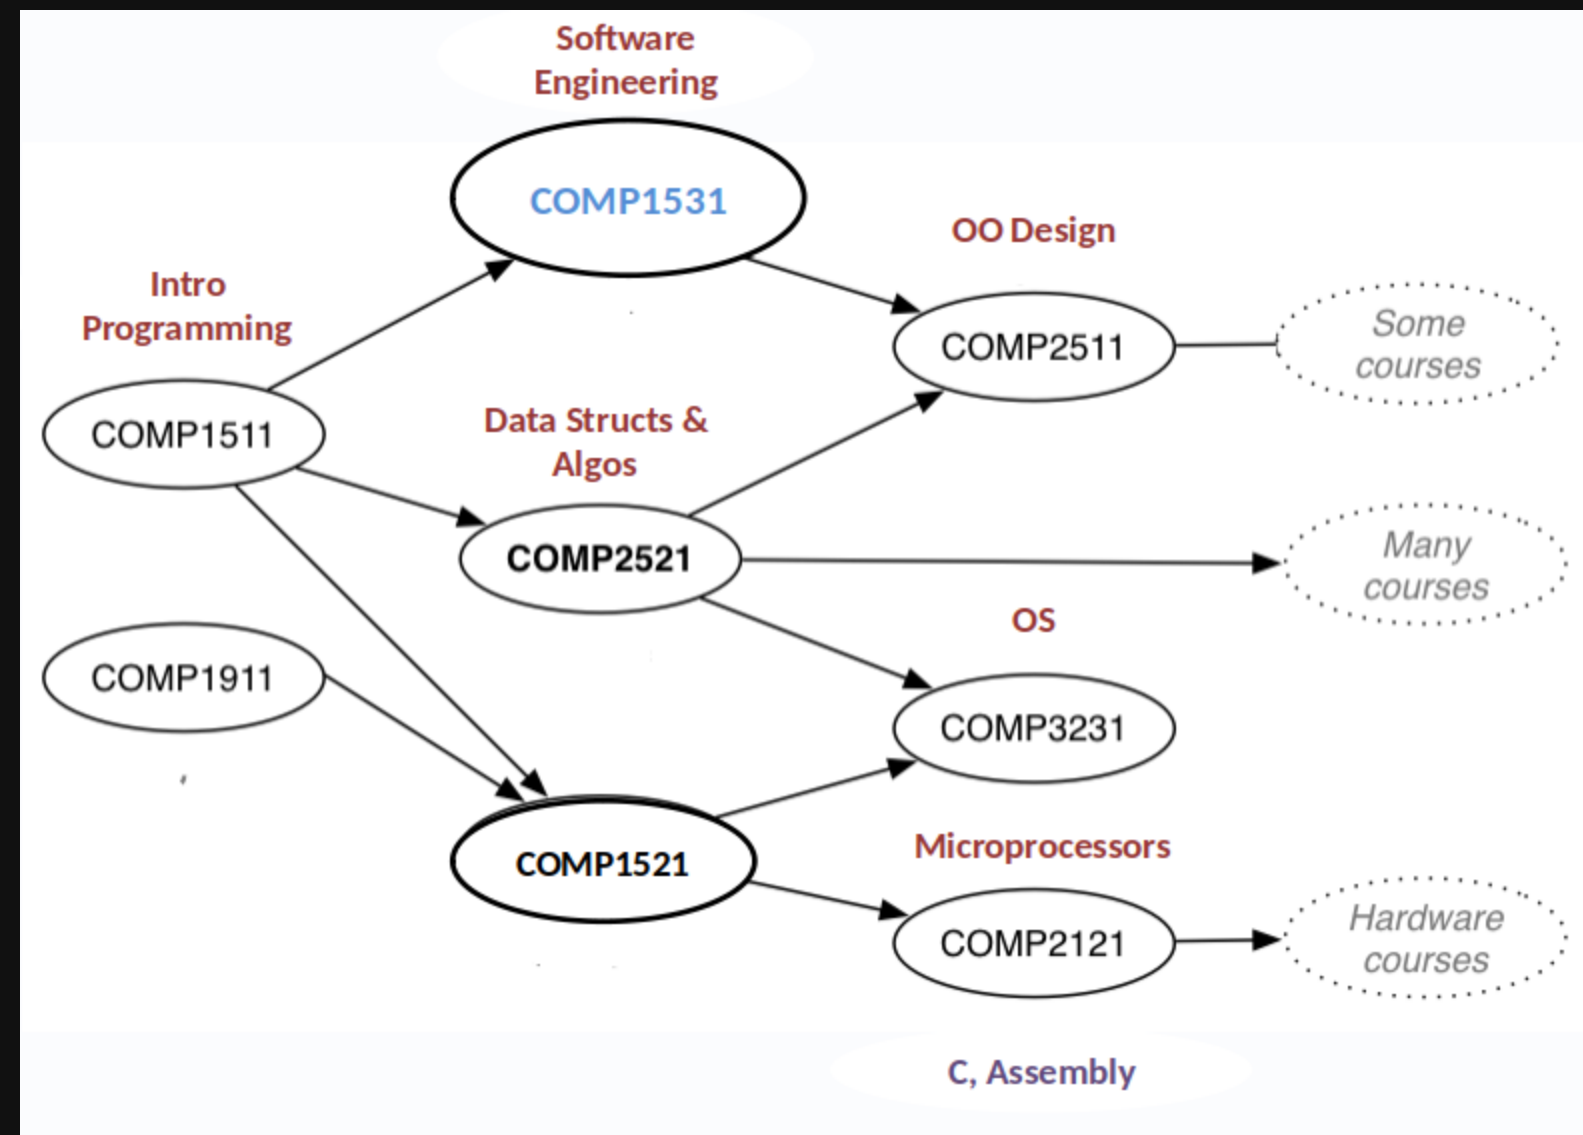 Software
Engineering
COMP1531
OO Design
Intro
Programming
COMP2511
Some
courses
COMP1511
Data Structs &
Algos
COMP2521
Many
courses
OS
COMP1911
COMP3231
COMP1521
Microprocessors
COMP2121
Hardware
courses
C, Assembly